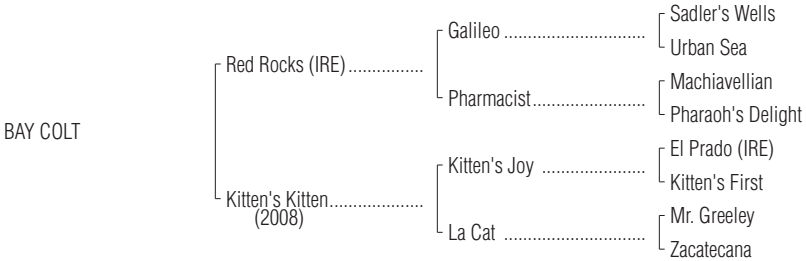 Sadler's Wells
Galileo ..............................
Urban Sea
Red Rocks (IRE)................
Machiavellian
Pharmacist........................
Pharaoh's Delight
BAY COLT
El Prado (IRE)
Kitten's Joy ......................
Kitten's First
Kitten's Kitten....................
(2008)
Mr. Greeley
La Cat ..............................
Zacatecana